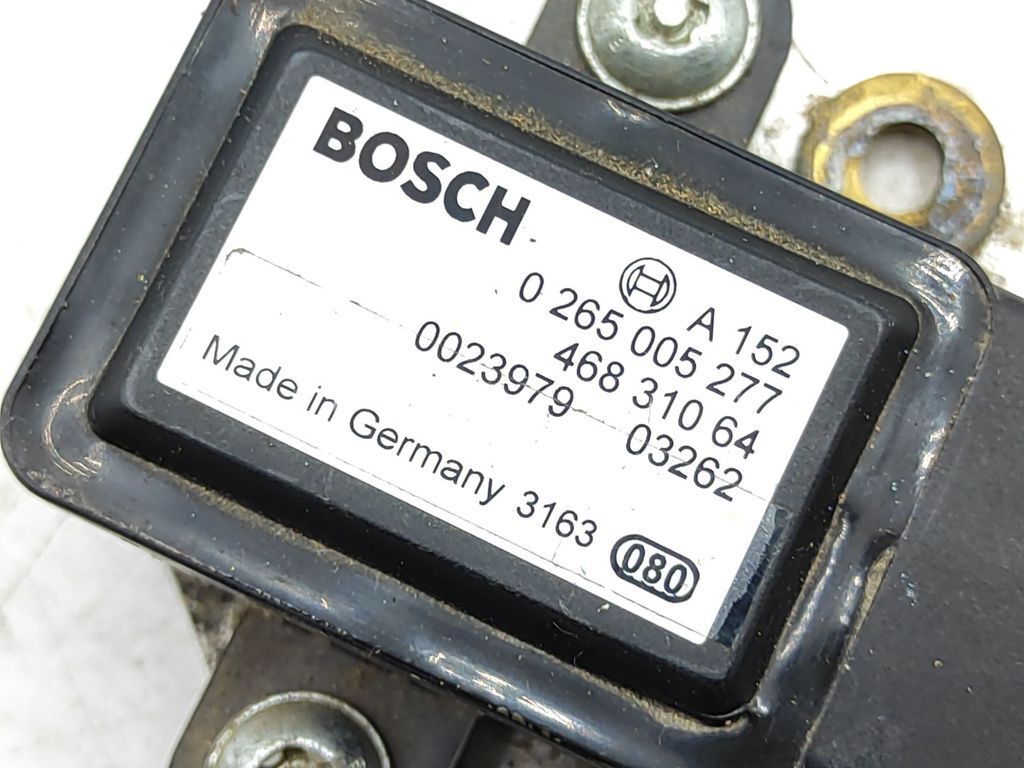 BOSCH
A 152
0 265 005 277
468 310 64
0023979 03262
Made in Germany 3163 080